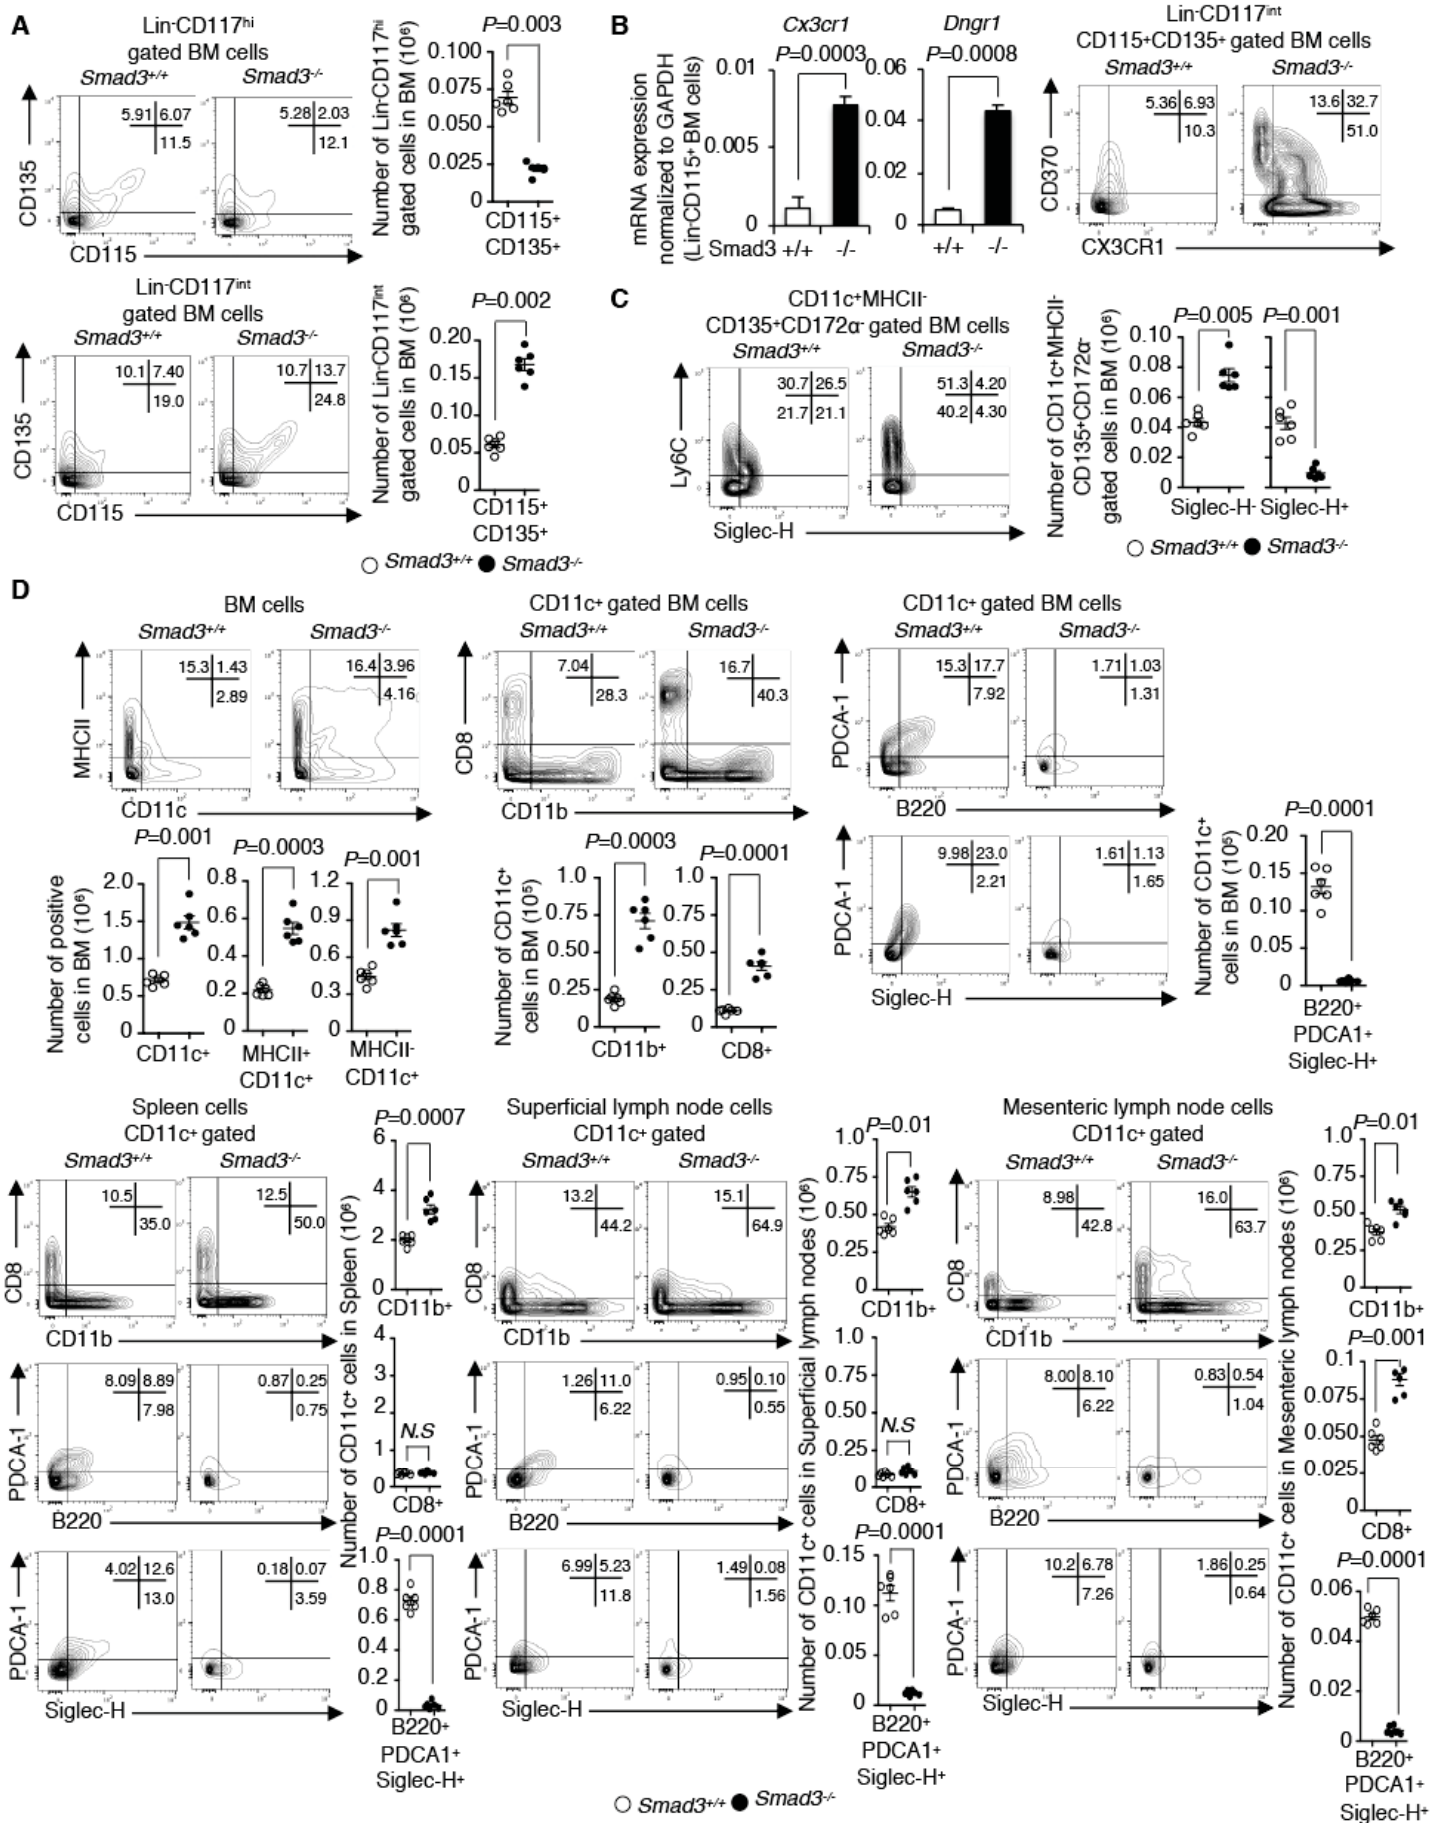 A
Lin-CD117hi
gated BM cells
Smad3+/+ Smad3-/-
5.91 6.07
11.5
5.28 2.03
12.1
CD135
CD115
Number of Lin-CD117hi
gated cells in BM (10⁶)
P=0.003
0.100
0.075
0.050
0.025
0
CD115+
CD135+
Lin-CD117int
gated BM cells
Smad3+/+ Smad3-/-
10.1 7.40
19.0
10.7 13.7
24.8
CD135
CD115
Number of Lin-CD117int
gated cells in BM (10⁶)
P=0.002
0.20
0.15
0.10
0.05
0
CD115+
CD135+
Smad3+/+ Smad3-/-
B
mRNA expression
normalized to GAPDH
(Lin-CD115+ BM cells)
Cx3cr1
P=0.0003
0.01
0.005
0
Dngr1
P=0.0008
0.06
0.04
0.02
0
Smad3 +/+ -/- +/+ -/-
Lin-CD117int
CD115+CD135+ gated BM cells
Smad3+/+ Smad3-/-
5.36 6.93
10.3
13.6 32.7
51.0
CD370
CX3CR1
C
CD11c+MHCII-
CD135+CD172α- gated BM cells
Smad3+/+ Smad3-/-
30.7 26.5
21.7 21.1
51.3 4.20
40.2 4.30
Ly6C
Siglec-H
Number of CD11c+MHCII-
CD135+CD172α-
gated cells in BM (10⁶)
P=0.005 P=0.001
0.10
0.08
0.06
0.04
0.02
0
Siglec-H- Siglec-H+
Smad3+/+ Smad3-/-
D
BM cells
Smad3+/+ Smad3-/-
15.3 1.43
2.89
16.4 3.96
4.16
MHCII
CD11c
CD11c+ gated BM cells
Smad3+/+ Smad3-/-
7.04
28.3
16.7
40.3
CD8
CD11b
CD11c+ gated BM cells
Smad3+/+ Smad3-/-
15.3 17.7
7.92
1.71 1.03
1.31
PDCA-1
B220
9.98 23.0
2.21
1.61 1.13
1.65
PDCA-1
Siglec-H
Number of positive
cells in BM (10⁶)
P=0.001
2.0
1.5
1.0
0.5
0
CD11c+
P=0.0003
0.8
0.6
0.4
0.2
0
MHCII+
CD11c+
P=0.001
1.2
0.9
0.6
0.3
0
MHCII-
CD11c+
Number of CD11c+
cells in BM (10⁵)
P=0.0003
1.0
0.75
0.50
0.25
0
CD11b+
P=0.0001
1.0
0.75
0.50
0.25
0
CD8+
Number of CD11c+
cells in BM (10⁵)
P=0.0001
0.20
0.15
0.10
0.05
0
B220+
PDCA1+
Siglec-H+
Spleen cells
CD11c+ gated
Smad3+/+ Smad3-/-
10.5
35.0
12.5
50.0
CD8
CD11b
8.09 8.89
7.98
0.87 0.25
0.75
PDCA-1
B220
4.02 12.6
13.0
0.18 0.07
3.59
PDCA-1
Siglec-H
Number of CD11c+ cells in Spleen (10⁶)
P=0.0007
6
4
2
0
CD11b+
4
3
2
1
0
N.S
CD8+
P=0.0001
1.0
0.8
0.6
0.4
0.2
0
B220+
PDCA1+
Siglec-H+
Superficial lymph node cells
CD11c+ gated
Smad3+/+ Smad3-/-
13.2
44.2
15.1
64.9
CD8
CD11b
1.26 11.0
6.22
0.95 0.10
0.55
PDCA-1
B220
6.99 5.23
11.8
1.49 0.08
1.56
PDCA-1
Siglec-H
Number of CD11c+ cells in Superficial lymph nodes (10⁶)
P=0.01
1.0
0.75
0.50
0.25
0
CD11b+
1.0
0.75
0.50
0.25
0
N.S
CD8+
P=0.0001
0.15
0.10
0.05
0
B220+
PDCA1+
Siglec-H+
Mesenteric lymph node cells
CD11c+ gated
Smad3+/+ Smad3-/-
8.98
42.8
16.0
63.7
CD8
CD11b
8.00 8.10
6.22
0.83 0.54
1.04
PDCA-1
B220
10.2 6.78
7.26
1.86 0.25
0.64
PDCA-1
Siglec-H
Number of CD11c+ cells in Mesenteric lymph nodes (10⁶)
P=0.01
1.0
0.75
0.50
0.25
0
CD11b+
P=0.001
0.1
0.075
0.050
0.025
0
CD8+
P=0.0001
0.06
0.04
0.02
0
B220+
PDCA1+
Siglec-H+
Smad3+/+ Smad3-/-